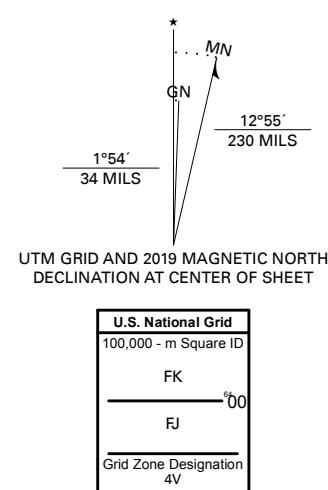 ★
MN
GN
12°55´
230 MILS
1°54´
34 MILS
UTM GRID AND 2019 MAGNETIC NORTH
DECLINATION AT CENTER OF SHEET
U.S. National Grid
100,000 - m Square ID
FK
6400
FJ
Grid Zone Designation
4V